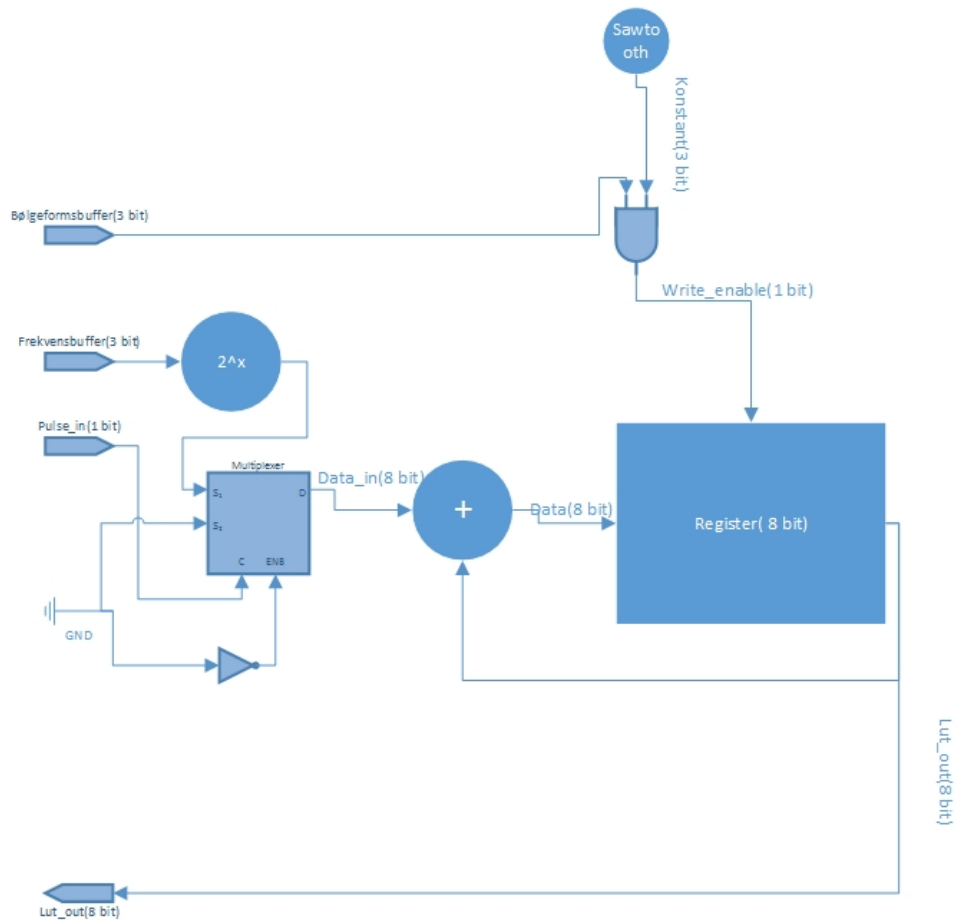 Sawto
oth
Konstant(3 bit)
Bølgeformsbuffer(3 bit)
Write_enable(1 bit)
Frekvensbuffer(3 bit)
2^x
Pulse_in(1 bit)
Multiplexer
S₁
D
Data_in(8 bit)
S₂
+
Data(8 bit)
Register( 8 bit)
C
ENB
GND
Lut_out(8 bit)
Lut_out(8 bit)